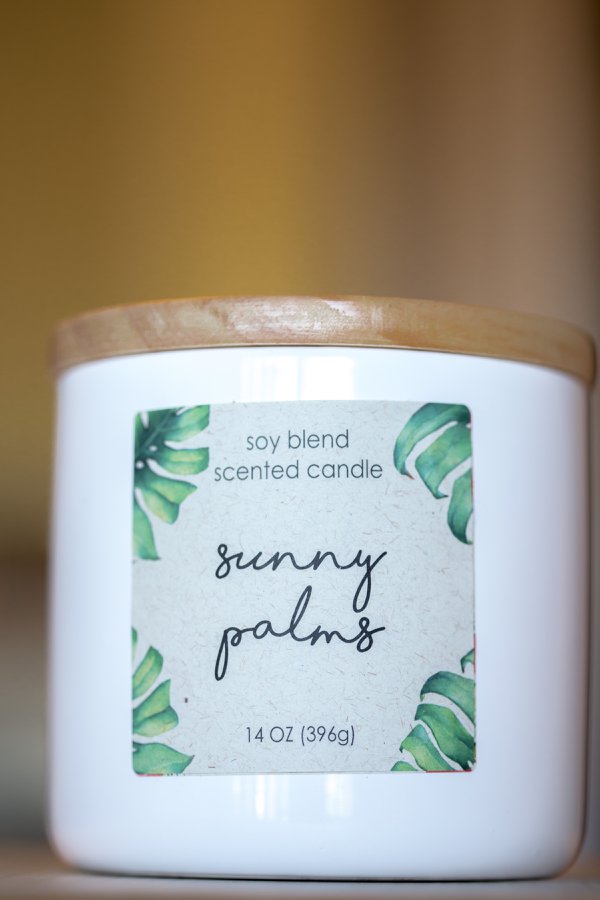 soy blend
scented candle
sunny
palms
14 OZ (396g)